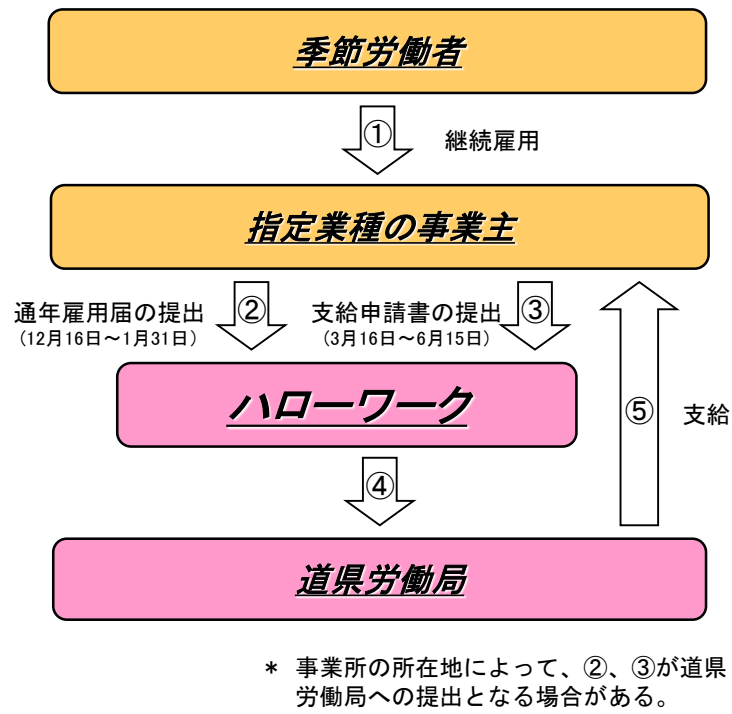 季節労働者
①
継続雇用
指定業種の事業主
通年雇用届の提出
(12月16日～1月31日)
②
支給申請書の提出
(3月16日～6月15日)
③
ハローワーク
⑤
支給
④
道県労働局
* 事業所の所在地によって、②、③が道県
労働局への提出となる場合がある。